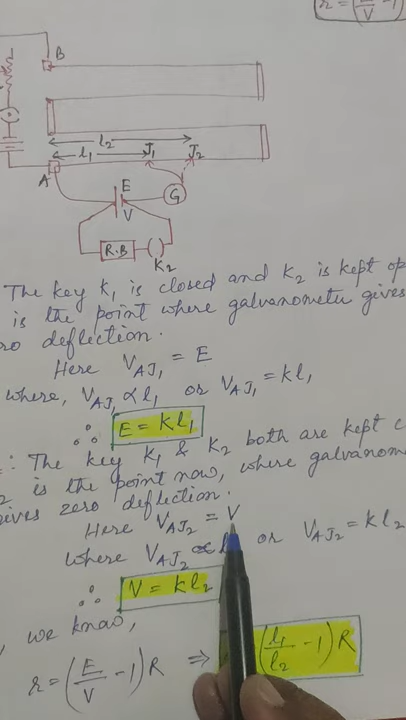 r = (E/V - 1)
B
l2
l1 J1 J2
A
E
G
V
R.B
K2
The key K1 is closed and K2 is kept op
is the point where galvanometer gives
ro deflection.
Here VAJ1 = E
where, VAJ1 ∝ l1 or VAJ1 = kl1
∴ E = Kl1
: The key K1 & K2 both are kept c
2 is the point now, where galvanom
gives zero deflection.
Here VAJ2 = V
where VAJ2 ∝ l or VAJ2 = Kl2
∴ V = Kl2
, we know,
r = (E/V - 1) R ⇒ (l1/l2 - 1) R